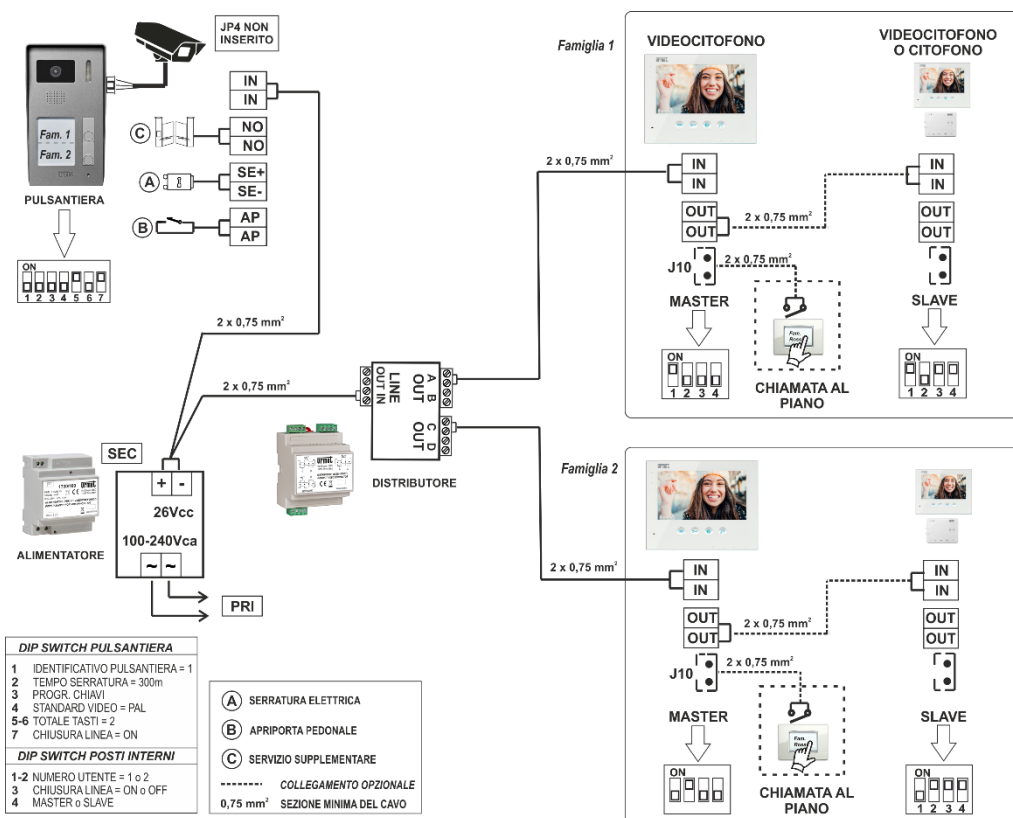 JP4 NON
INSERITO
IN
IN
C
NO
NO
A
SE+
SE-
B
AP
AP
Fam. 1
Fam. 2
PULSANTIERA
ON
1 2 3 4 5 6 7
2 x 0,75 mm²
2 x 0,75 mm²
SEC
+ -
26Vcc
100-240Vca
~ ~
PRI
ALIMENTATORE
urmet
DISTRIBUTORE
LINE
OUT IN
A B
OUT
C D
OUT
Famiglia 1
VIDEOCITOFONO
VIDEOCITOFONO
O CITOFONO
2 x 0,75 mm²
IN
IN
OUT
OUT
2 x 0,75 mm²
IN
IN
OUT
OUT
J10
2 x 0,75 mm²
MASTER
SLAVE
Fam.
Rossi
CHIAMATA AL
PIANO
ON
1 2 3 4
ON
1 2 3 4
Famiglia 2
2 x 0,75 mm²
IN
IN
OUT
OUT
2 x 0,75 mm²
IN
IN
OUT
OUT
J10
2 x 0,75 mm²
MASTER
SLAVE
Fam.
Rossi
CHIAMATA AL
PIANO
ON
ON
1 2 3 4
DIP SWITCH PULSANTIERA
1 IDENTIFICATIVO PULSANTIERA = 1
2 TEMPO SERRATURA = 300m
3 PROGR. CHIAVI
4 STANDARD VIDEO = PAL
5-6 TOTALE TASTI = 2
7 CHIUSURA LINEA = ON
DIP SWITCH POSTI INTERNI
1-2 NUMERO UTENTE = 1 o 2
3 CHIUSURA LINEA = ON o OFF
4 MASTER o SLAVE
A SERRATURA ELETTRICA
B APRIPORTA PEDONALE
C SERVIZIO SUPPLEMENTARE
COLLEGAMENTO OPZIONALE
0,75 mm² SEZIONE MINIMA DEL CAVO